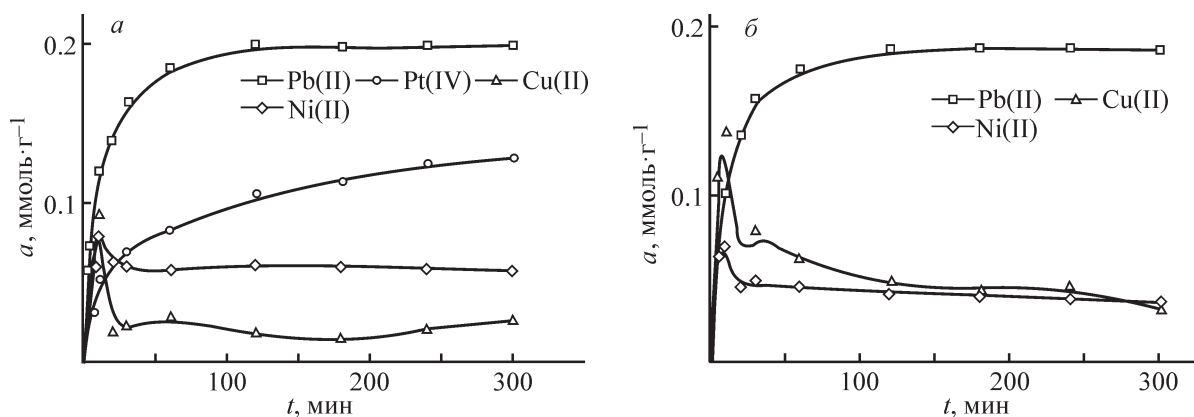 а
0.2
Pb(II) Pt(IV) Cu(II)
Ni(II)
0.1
a, ммоль·г⁻¹
100 200 300
t, мин
б
0.2
Pb(II) Cu(II)
Ni(II)
0.1
a, ммоль·г⁻¹
100 200 300
t, мин